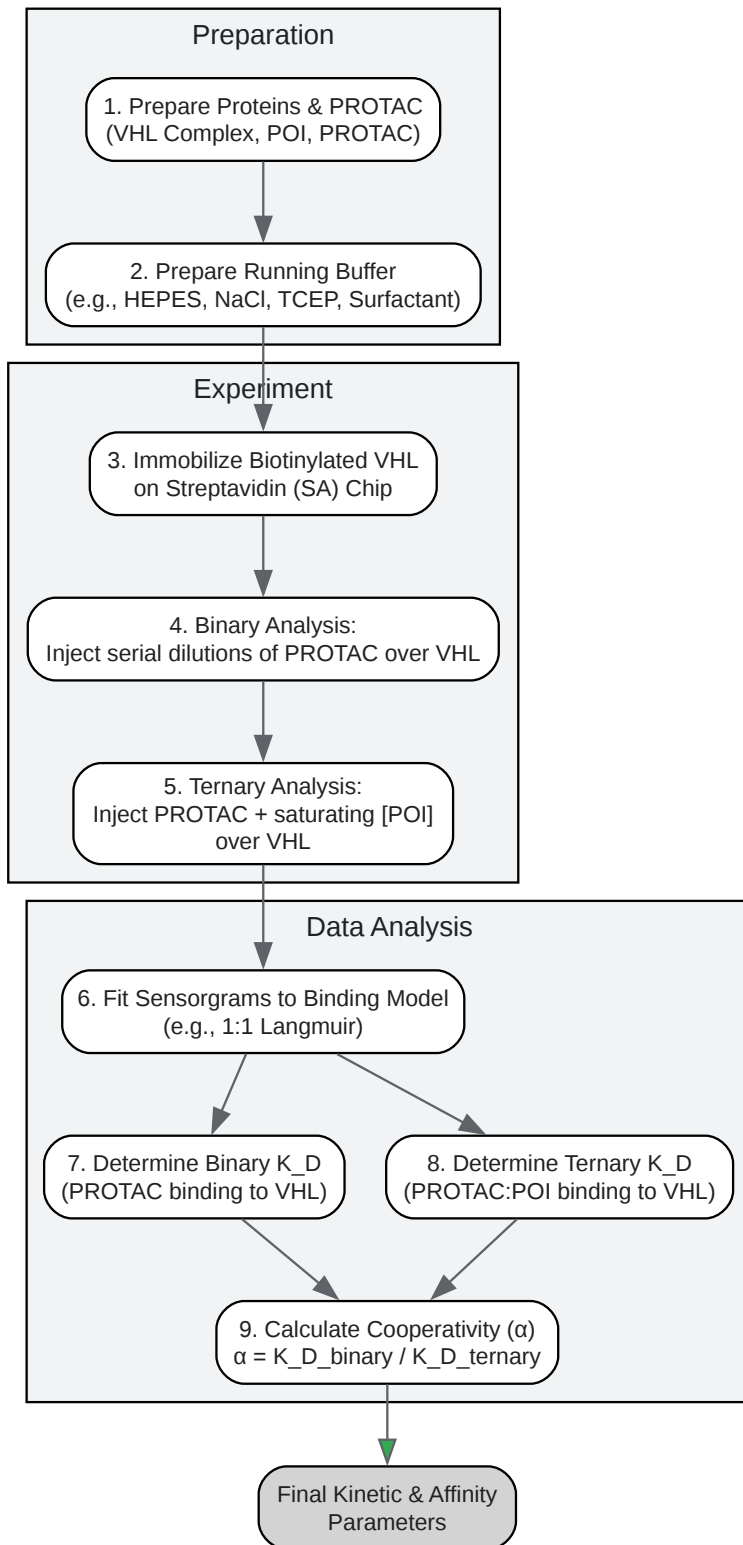 Preparation
1. Prepare Proteins & PROTAC
(VHL Complex, POI, PROTAC)
2. Prepare Running Buffer
(e.g., HEPES, NaCl, TCEP, Surfactant)
Experiment
3. Immobilize Biotinylated VHL
on Streptavidin (SA) Chip
4. Binary Analysis:
Inject serial dilutions of PROTAC over VHL
5. Ternary Analysis:
Inject PROTAC + saturating [POI]
over VHL
Data Analysis
6. Fit Sensorgrams to Binding Model
(e.g., 1:1 Langmuir)
7. Determine Binary K_D
(PROTAC binding to VHL)
8. Determine Ternary K_D
(PROTAC:POI binding to VHL)
9. Calculate Cooperativity (α)
α = K_D_binary / K_D_ternary
Final Kinetic & Affinity
Parameters